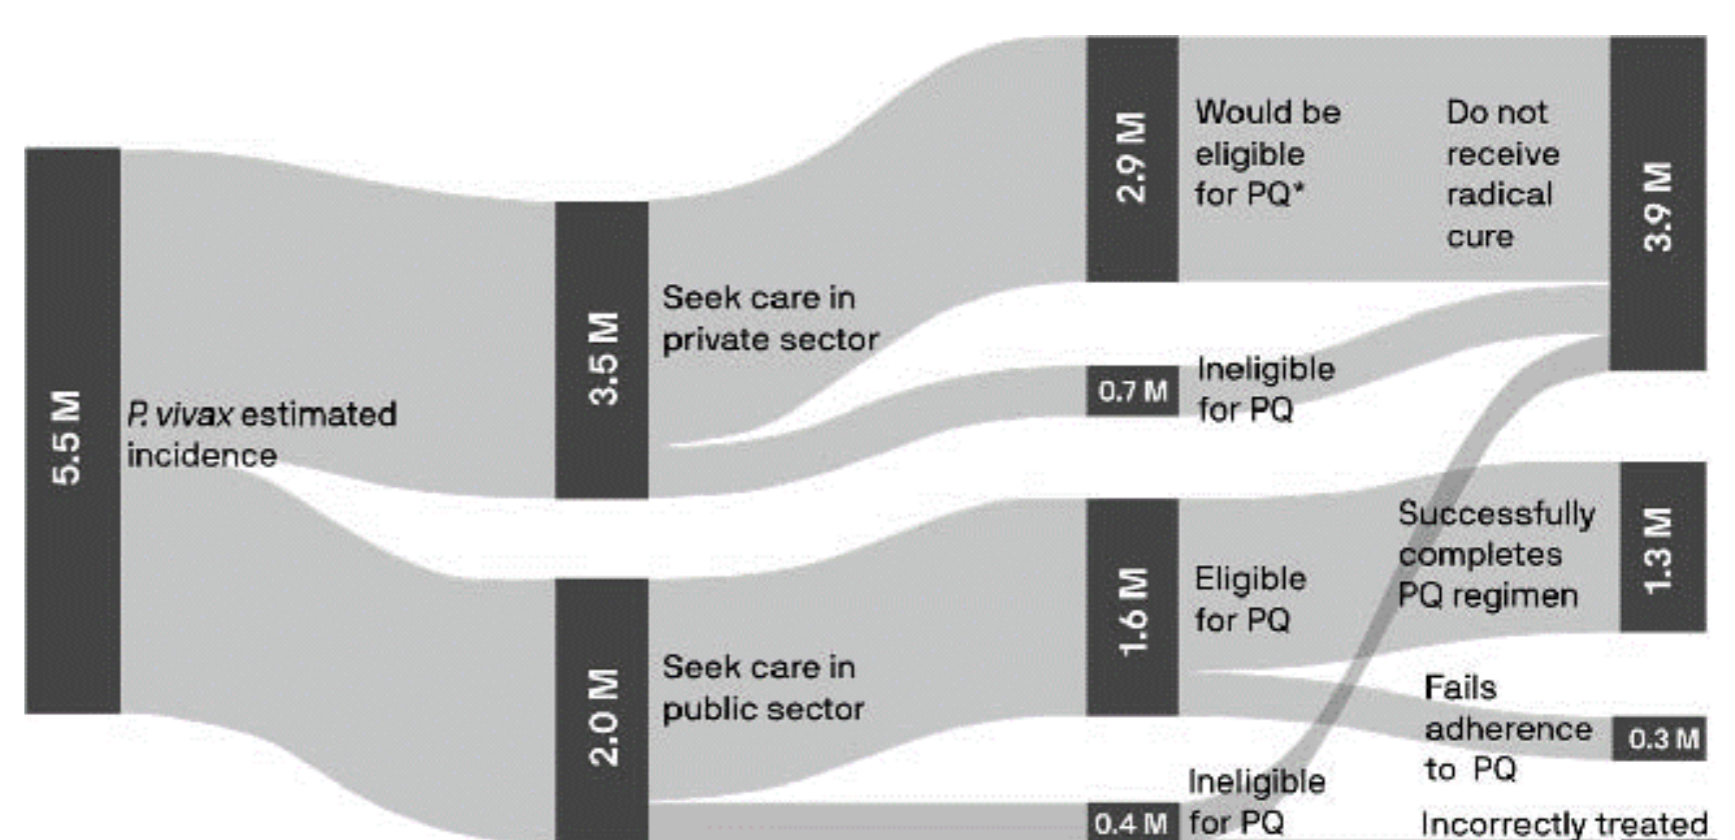 5.5 M
P. vivax estimated
incidence
3.5 M
Seek care in
private sector
2.0 M
Seek care in
public sector
2.9 M
Would be
eligible
for PQ*
0.7 M
Ineligible
for PQ
1.6 M
Eligible
for PQ
0.4 M
Ineligible
for PQ
Do not
receive
radical
cure
3.9 M
Successfully
completes
PQ regimen
1.3 M
Fails
adherence
to PQ
0.3 M
Incorrectly treated